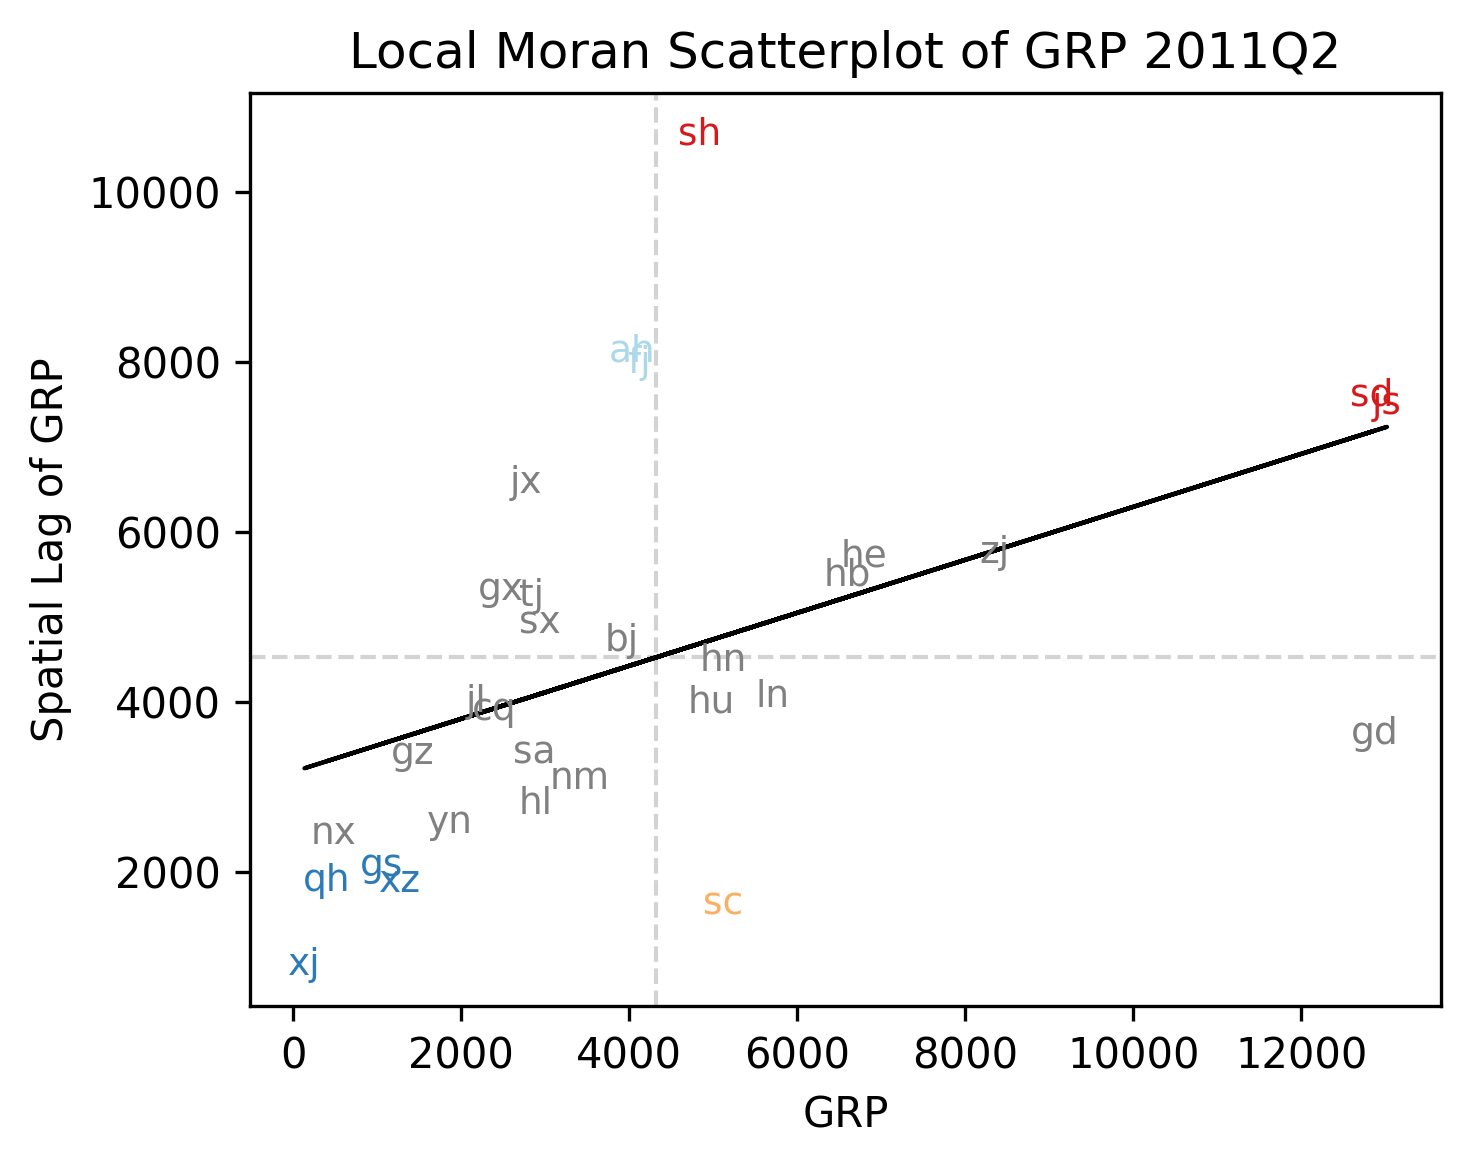 Local Moran Scatterplot of GRP 2011Q2
sh
10000
ah
fj
8000
sd
js
jx
6000
he
zj
hb
gx
tj
sx
bj
hn
4000
jl
cq
hu
ln
gd
gz
sa
nm
hl
yn
nx
2000
gs
qh
xz
sc
xj
0 2000 4000 6000 8000 10000 12000
GRP
Spatial Lag of GRP